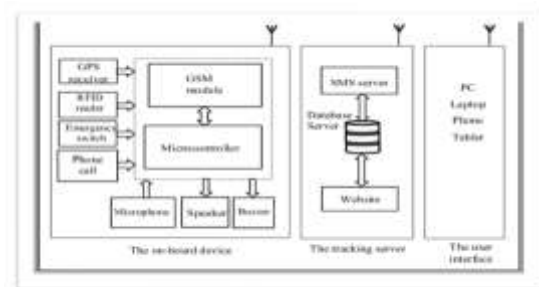 GPS
receiver
RFID
reader
Emergency
switch
Phone
call
GSM
module
Microcontroller
Microphone
Speaker
Buzzer
The on-board device
SMS server
Database
Server
Website
The tracking server
PC
Laptop
Phone
Tablet
The user
interface